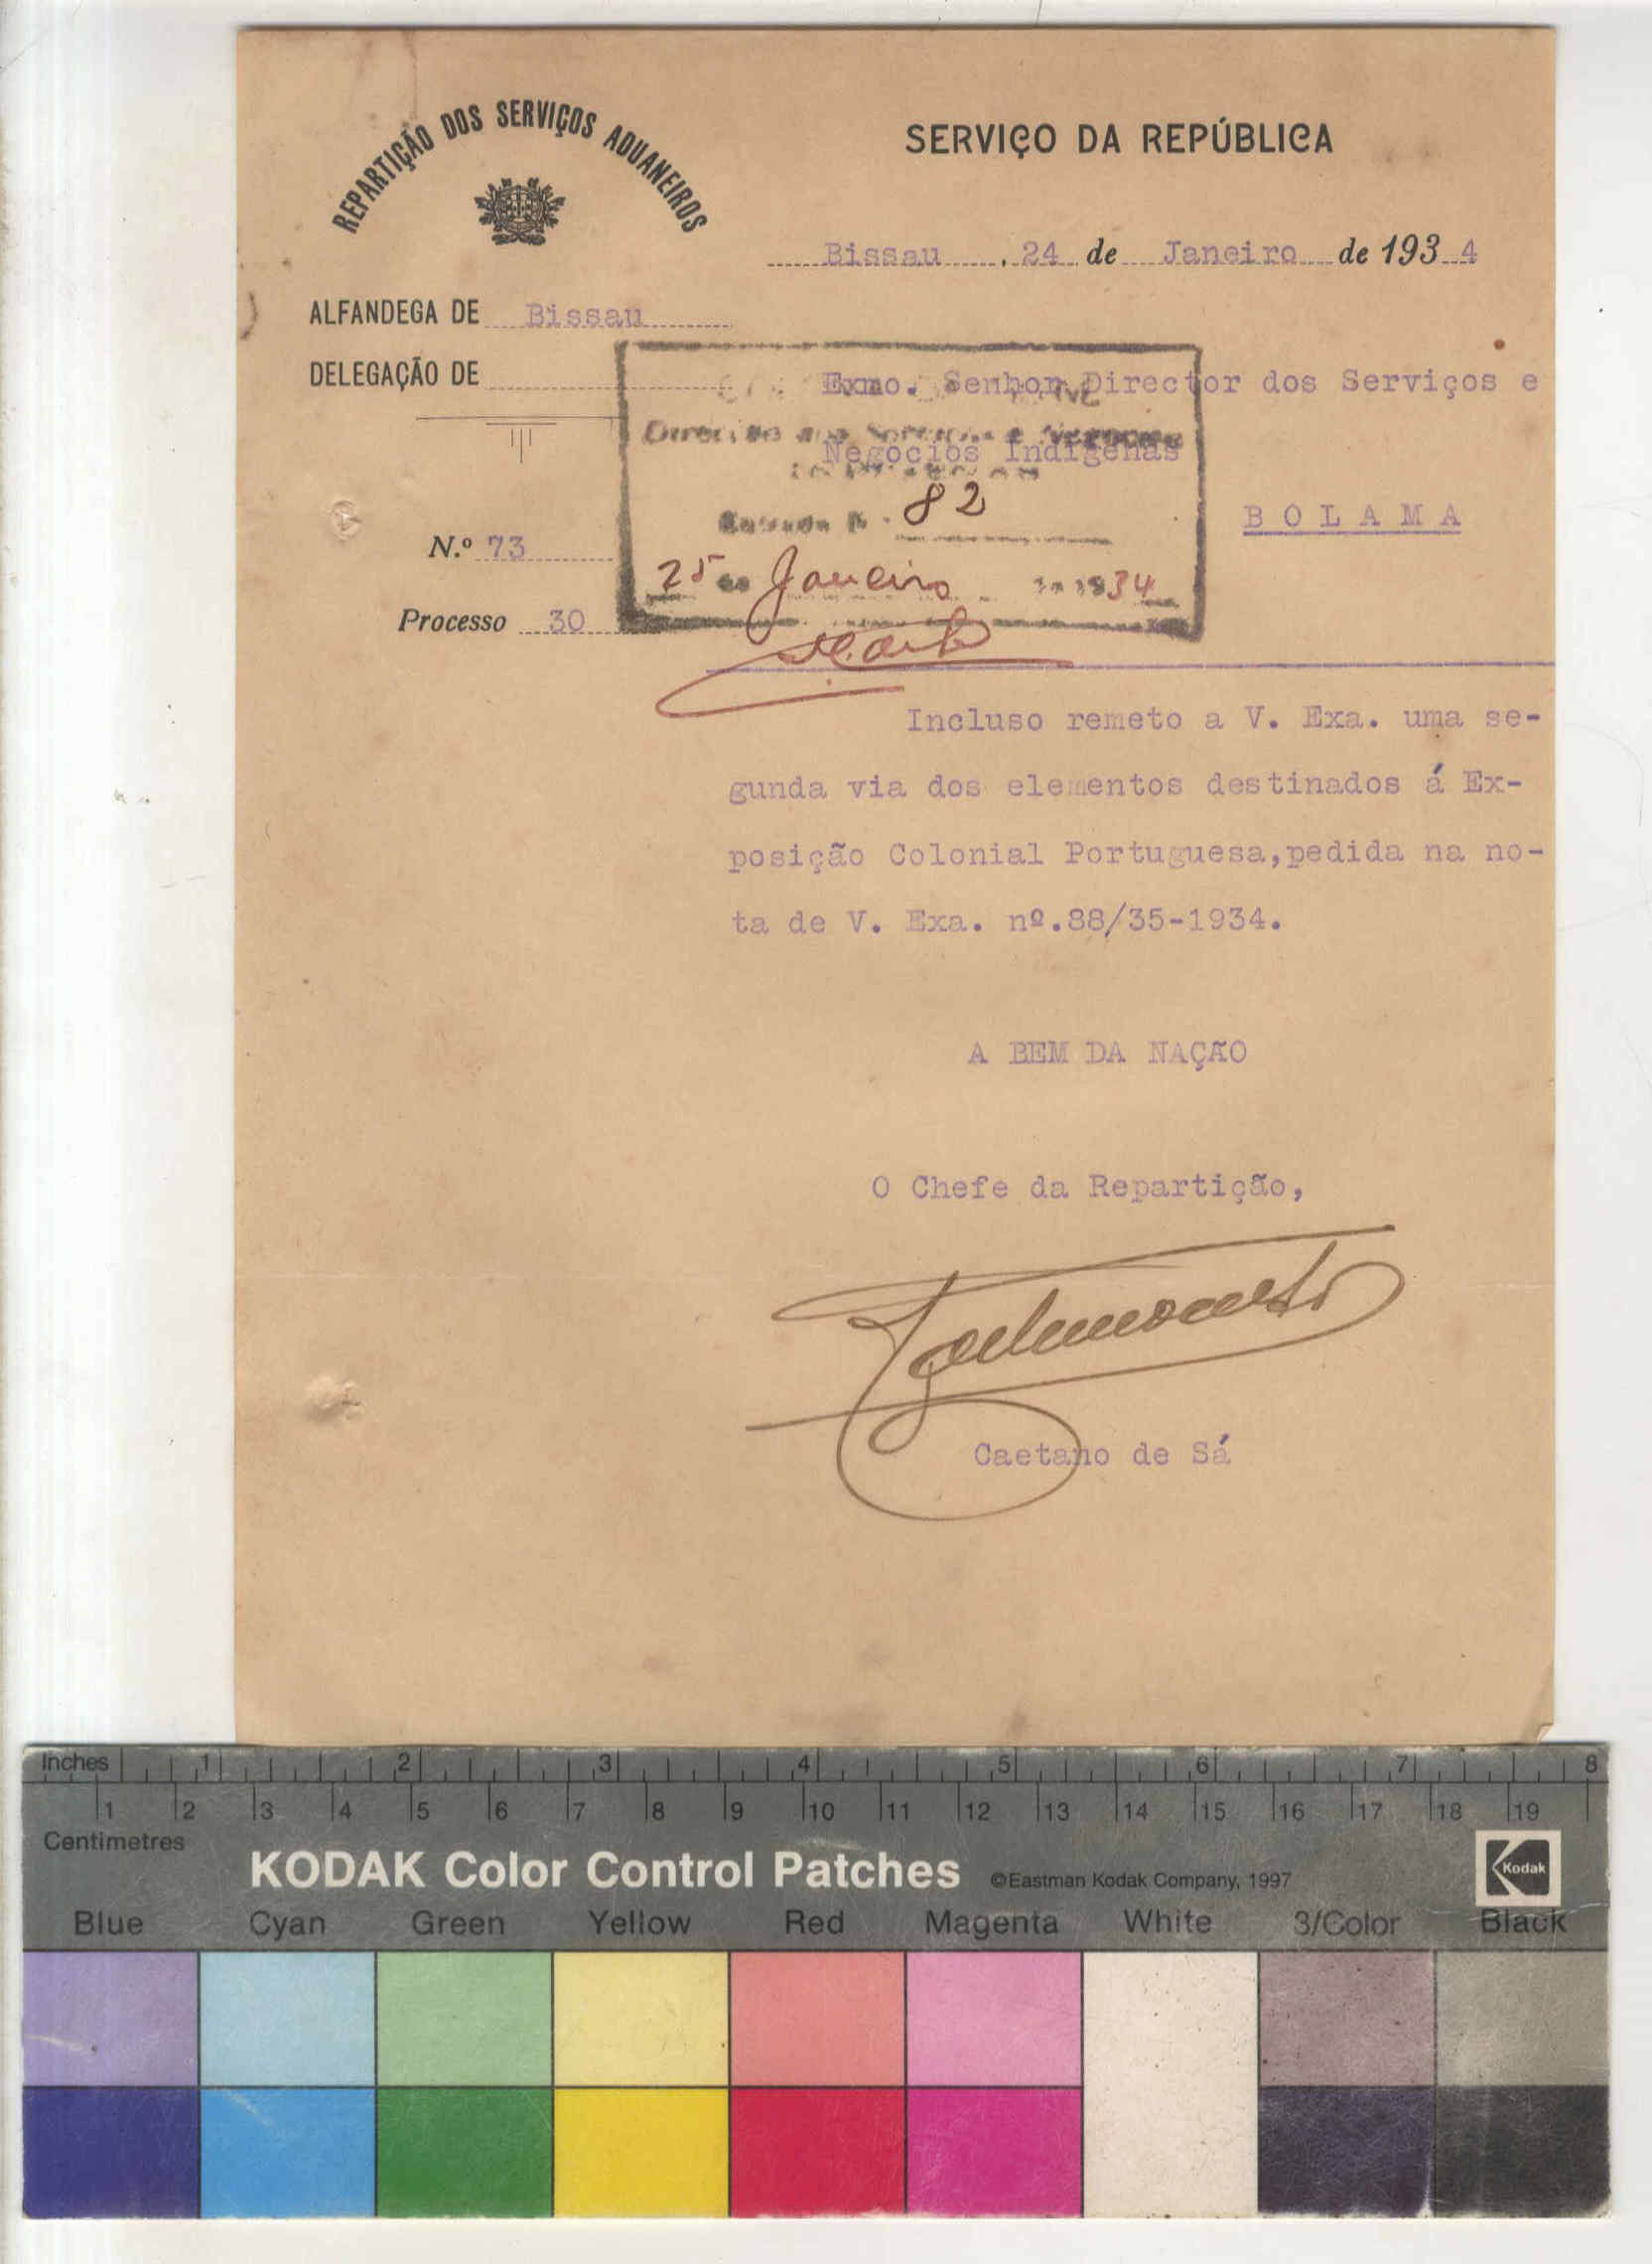 REPARTIÇÃO DOS SERVIÇOS ADUANEIROS
SERVIÇO DA REPÚBLICA
Bissau, 24 de Janeiro de 1934
ALFANDEGA DE Bissau
DELEGAÇÃO DE
Exmo. Senhor Director dos Serviços e
Negocios Indigenas
BOLAMA
82
N.º 73
25 de Janeiro de 1934
Processo 30
Incluso remeto a V. Exa. uma se-
gunda via dos elementos destinados á Ex-
posição Colonial Portuguesa,pedida na no-
ta de V. Exa. nº.88/35-1934.
A BEM DA NAÇÃO
O Chefe da Repartição,
Caetano de Sá
Inches 1 2 3 4 5 6 7 8
1 2 3 4 5 6 7 8 9 10 11 12 13 14 15 16 17 18 19
Centimetres
KODAK Color Control Patches ©Eastman Kodak Company, 1997 Kodak
Blue Cyan Green Yellow Red Magenta White 3/Color Black